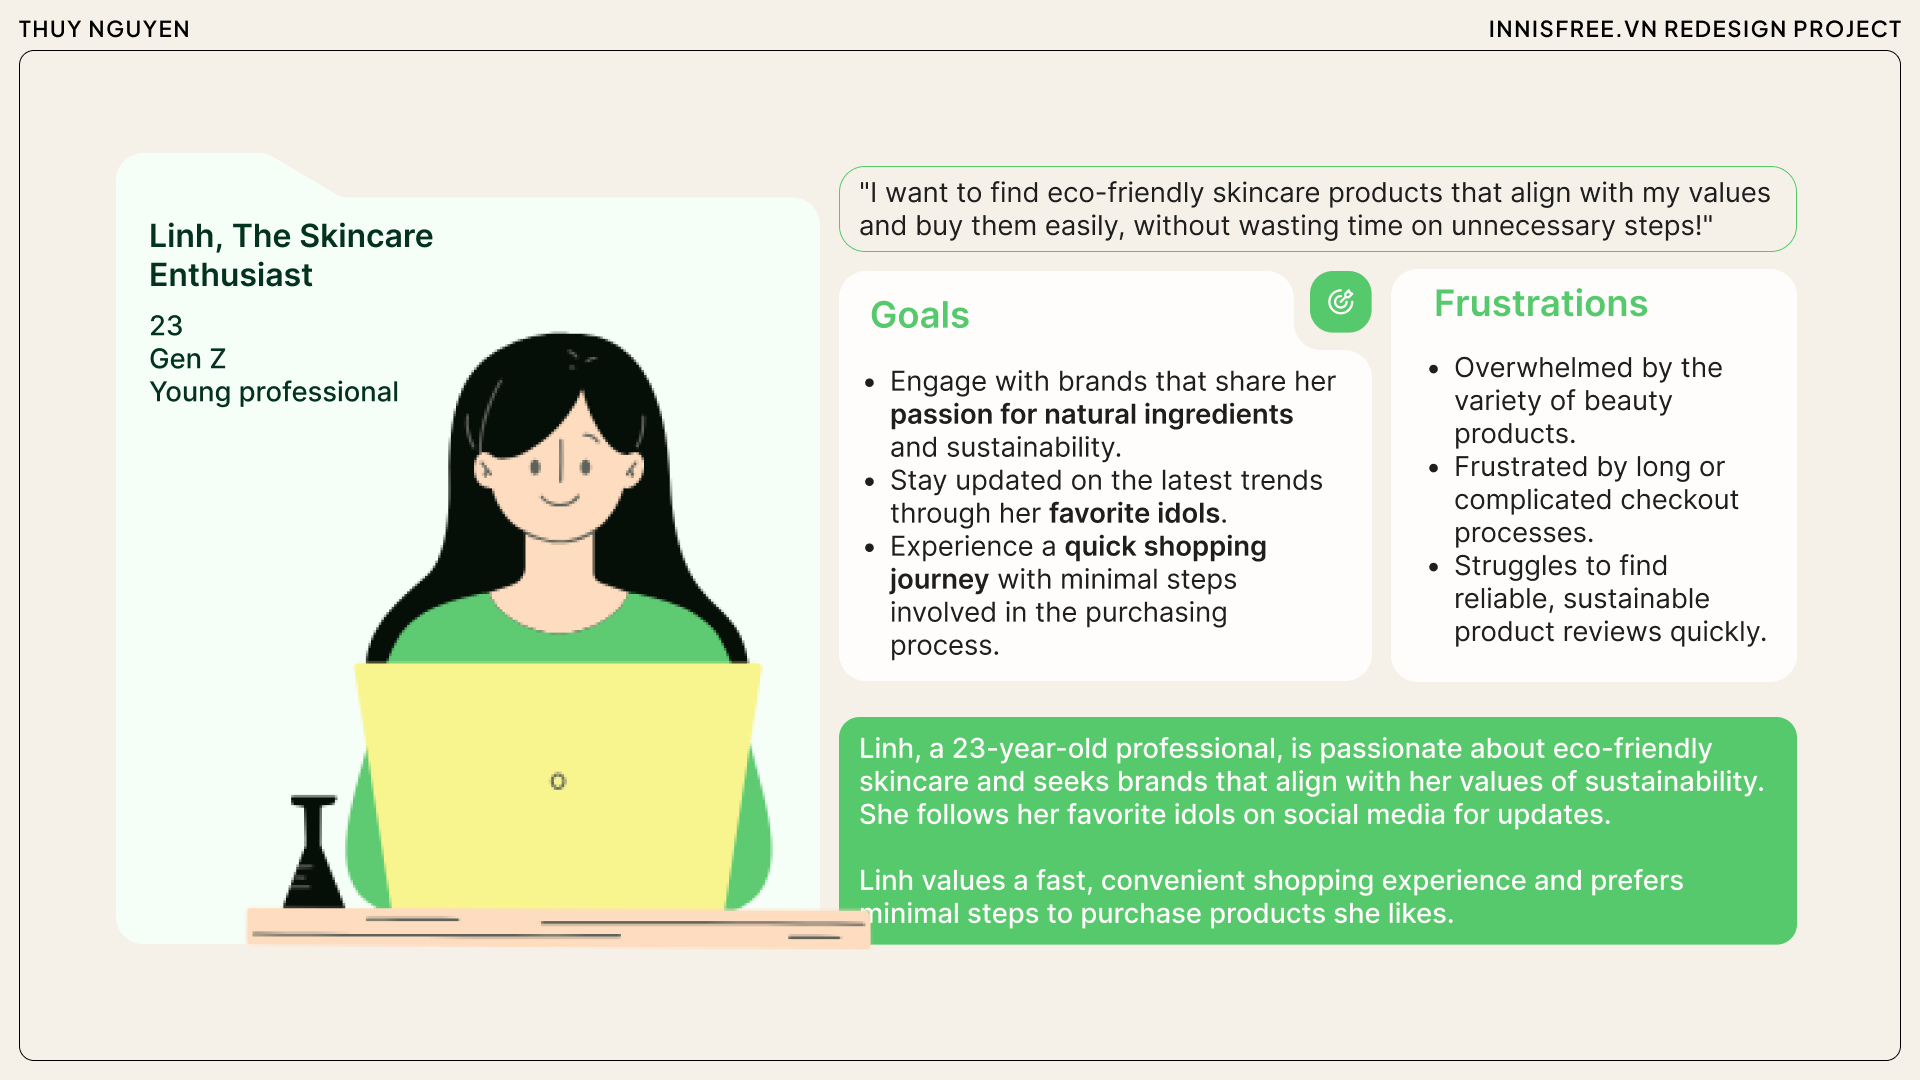 THUY NGUYEN
INNISFREE.VN REDESIGN PROJECT
Linh, The Skincare
Enthusiast
23
Gen Z
Young professional
"I want to find eco-friendly skincare products that align with my values
and buy them easily, without wasting time on unnecessary steps!"
Goals
• Engage with brands that share her
passion for natural ingredients
and sustainability.
• Stay updated on the latest trends
through her favorite idols.
• Experience a quick shopping
journey with minimal steps
involved in the purchasing
process.
Frustrations
• Overwhelmed by the
variety of beauty
products.
• Frustrated by long or
complicated checkout
processes.
• Struggles to find
reliable, sustainable
product reviews quickly.
Linh, a 23-year-old professional, is passionate about eco-friendly
skincare and seeks brands that align with her values of sustainability.
She follows her favorite idols on social media for updates.
Linh values a fast, convenient shopping experience and prefers
minimal steps to purchase products she likes.